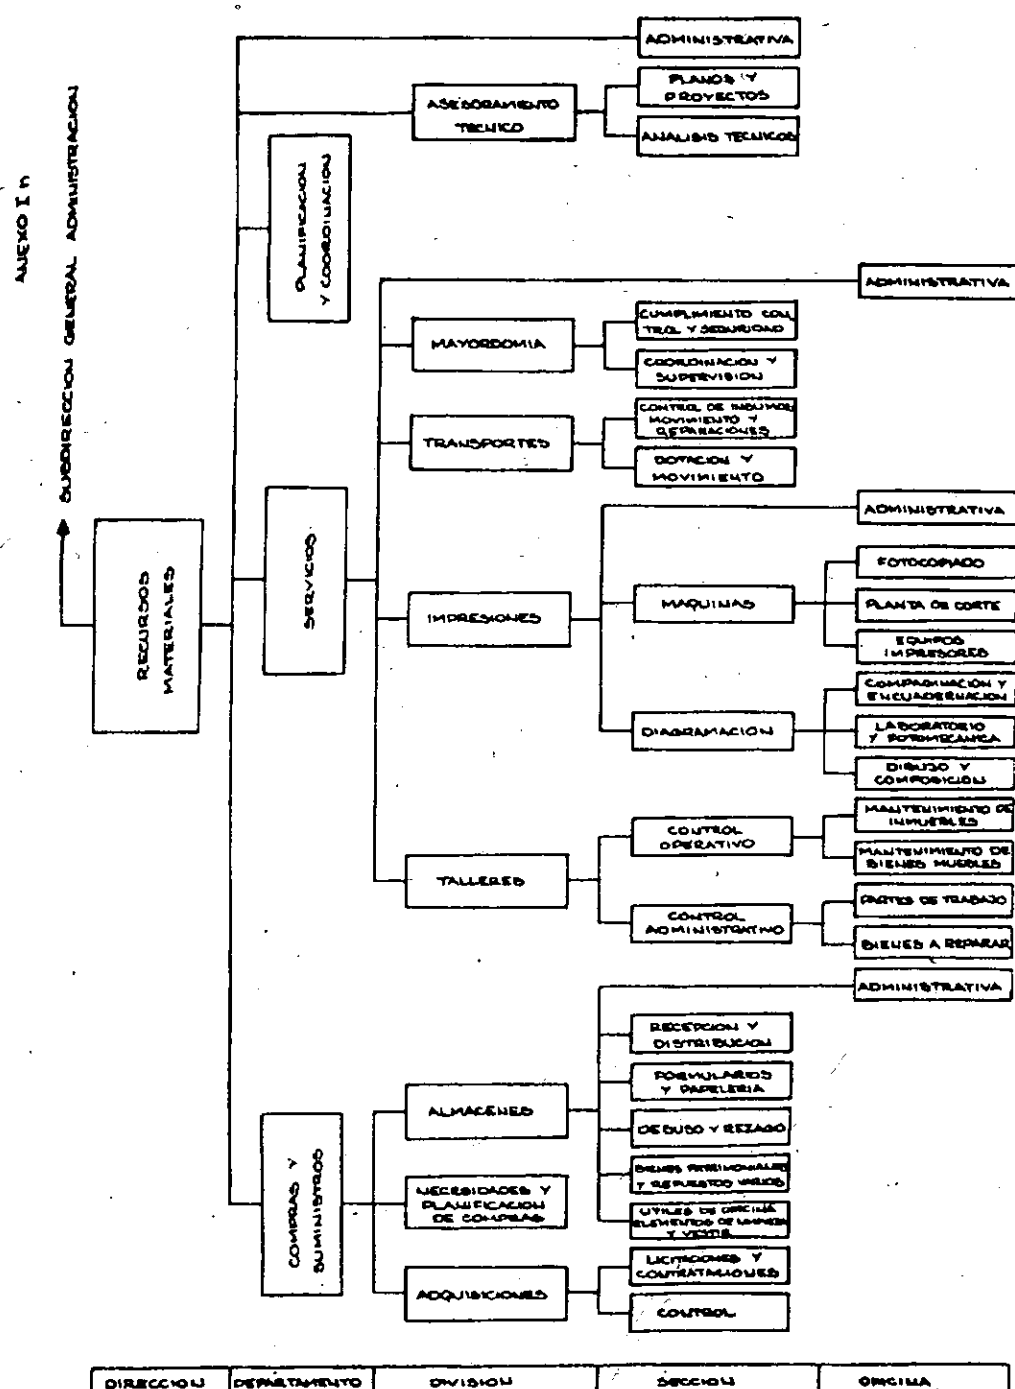 ANEXO I n
SUBDIRECCION GENERAL ADMINISTRACION
RECURSOS
MATERIALES
ADMINISTRATIVA
ASESORAMIENTO
TECNICO
PLANOS Y
PROYECTOS
ANALISIS TECNICOS
PLANIFICACION
Y COORDINACION
SERVICIOS
ADMINISTRATIVA
MAYORDOMIA
CUMPLIMIENTO CON
TROL Y SEGURIDAD
COORDINACION Y
SUPERVISION
TRANSPORTES
CONTROL DE INSUMOS
MOVIMIENTO Y
REPARACIONES
DOTACION Y
MOVIMIENTO
IMPRESIONES
ADMINISTRATIVA
MAQUINAS
FOTOCOPIADO
PLANTA DE CORTE
EQUIPOS
IMPRESORES
DIAGRAMACION
COMPAGINACION Y
ENCUADERNACION
LABORATORIO
Y FOTOMECANICA
DIBUJO Y
COMPOSICION
TALLERES
CONTROL
OPERATIVO
MANTENIMIENTO DE
INMUEBLES
MANTENIMIENTO DE
BIENES MUEBLES
CONTROL
ADMINISTRATIVO
PARTES DE TRABAJO
BIENES A REPARAR
COMPRAS Y
SUMINISTROS
ALMACENES
ADMINISTRATIVA
RECEPCION Y
DISTRIBUCION
FORMULARIOS
Y PAPELERIA
DESUSO Y REZAGO
BIENES PATRIMONIALES
Y REPUESTOS VARIOS
UTILES DE OFICINA
ELEMENTOS DE LIMPIEZA
Y VESTIR
NECESIDADES Y
PLANIFICACION
DE COMPRAS
ADQUISICIONES
LICITACIONES Y
CONTRATACIONES
CONTROL
DIRECCION
DEPARTAMENTO
DIVISION
SECCION
OFICINA